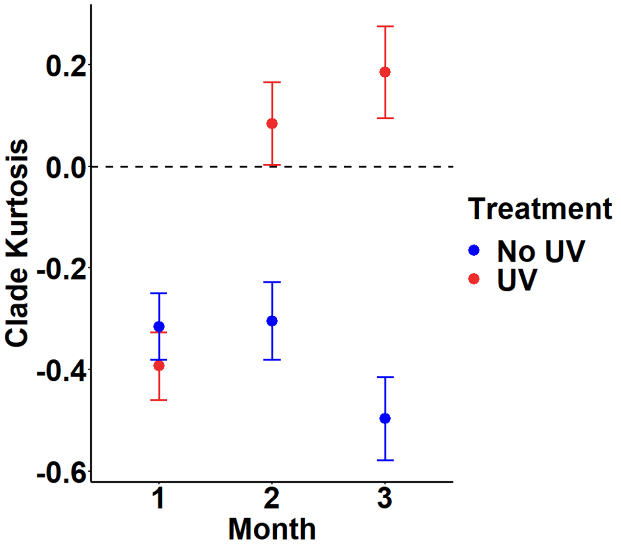 Clade Kurtosis
0.2
0.0
-0.2
-0.4
-0.6
1 2 3
Month
Treatment
No UV
UV